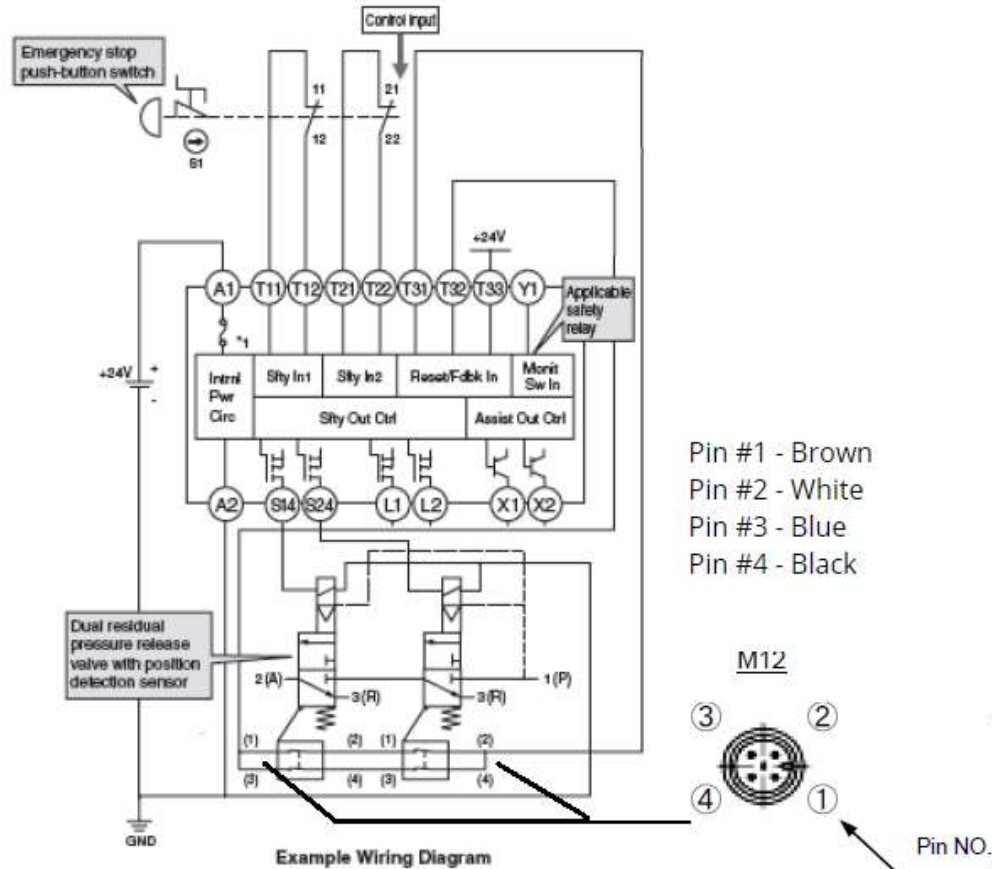 Control input
Emergency stop
push-button switch
11
21
12
22
S1
+24V
A1
T11
T12
T21
T22
T31
T32
T33
Y1
Applicable
safety
relay
*1
+24V
+
-
Intrnl
Pwr
Circ
Sfty In1
Sfty In2
Reset/Fdbk In
Monit
Sw In
Sfty Out Ctrl
Assist Out Ctrl
A2
S14
S24
L1
L2
X1
X2
Pin #1 - Brown
Pin #2 - White
Pin #3 - Blue
Pin #4 - Black
Dual residual
pressure release
valve with position
detection sensor
2(A)
3(R)
3(R)
1(P)
(1)
(2)
(1)
(2)
(3)
(4)
(3)
(4)
M12
③
②
④
①
GND
Pin NO.
Example Wiring Diagram